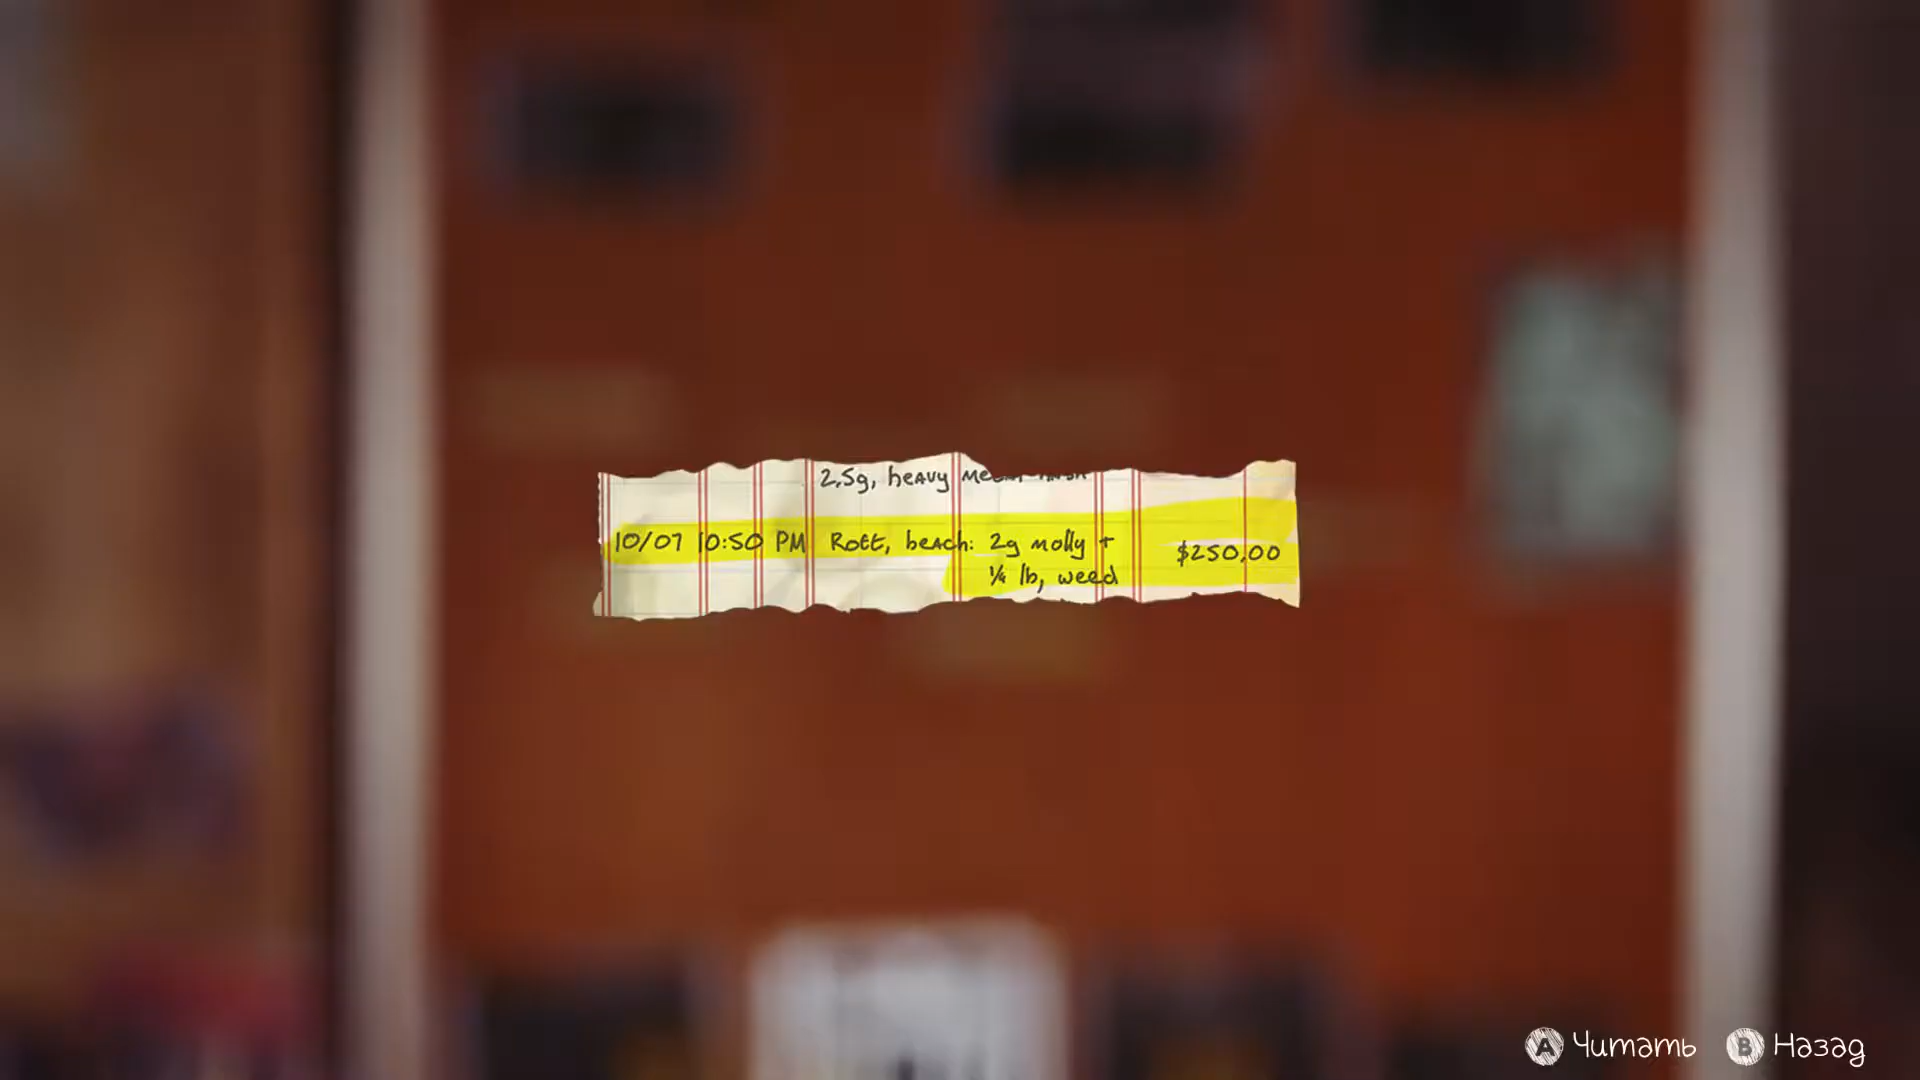 2,5g, heavy
10/07 10:50 PM Rott, beach: 2g molly + $250,00
1/4 lb, weed
A Читать B Назад